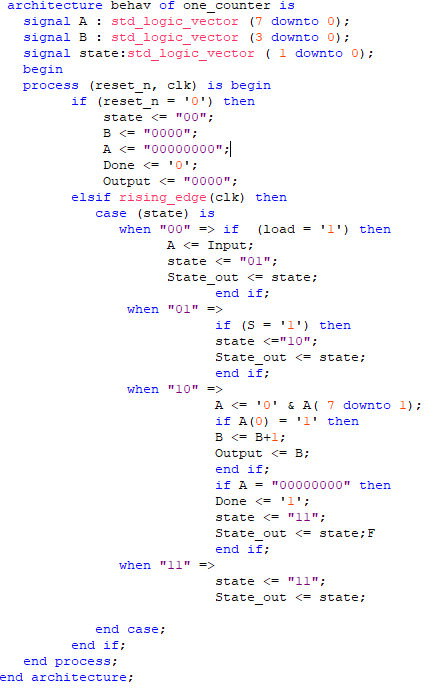 architecture behav of one_counter is
signal A : std_logic_vector (7 downto 0);
signal B : std_logic_vector (3 downto 0);
signal state:std_logic_vector ( 1 downto 0);
begin
process (reset_n, clk) is begin
if (reset_n = '0') then
state <= "00";
B <= "0000";
A <= "00000000";
Done <= '0';
Output <= "0000";
elsif rising_edge(clk) then
case (state) is
when "00" => if (load = '1') then
A <= Input;
state <= "01";
State_out <= state;
end if;
when "01" =>
if (S = '1') then
state <="10";
State_out <= state;
end if;
when "10" =>
A <= '0' & A( 7 downto 1);
if A(0) = '1' then
B <= B+1;
Output <= B;
end if;
if A = "00000000" then
Done <= '1';
state <= "11";
State_out <= state;F
end if;
when "11" =>
state <= "11";
State_out <= state;
end case;
end if;
end process;
end architecture;